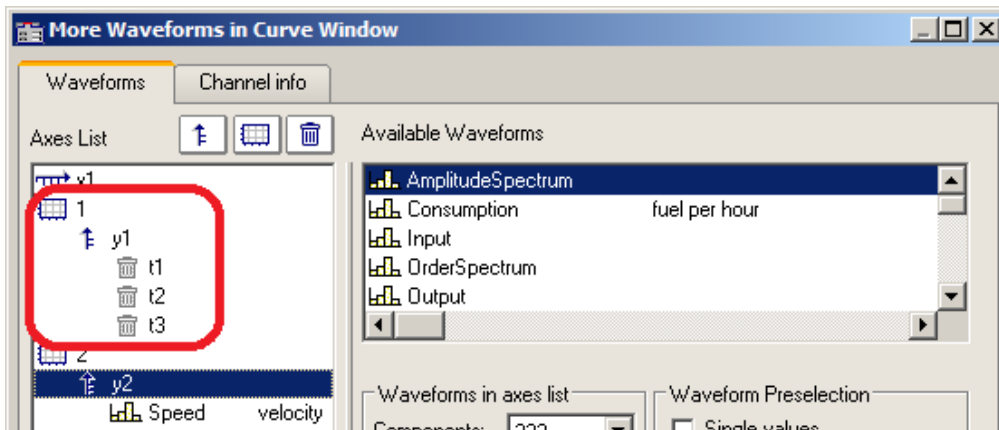 More Waveforms in Curve Window
Waveforms Channel info
Axes List
Available Waveforms
1
y1
t1
t2
t3
2
y2
Speed velocity
AmplitudeSpectrum
Consumption fuel per hour
Input
OrderSpectrum
Output
Waveforms in axes list
Components: ???
Waveform Preselection
Single values